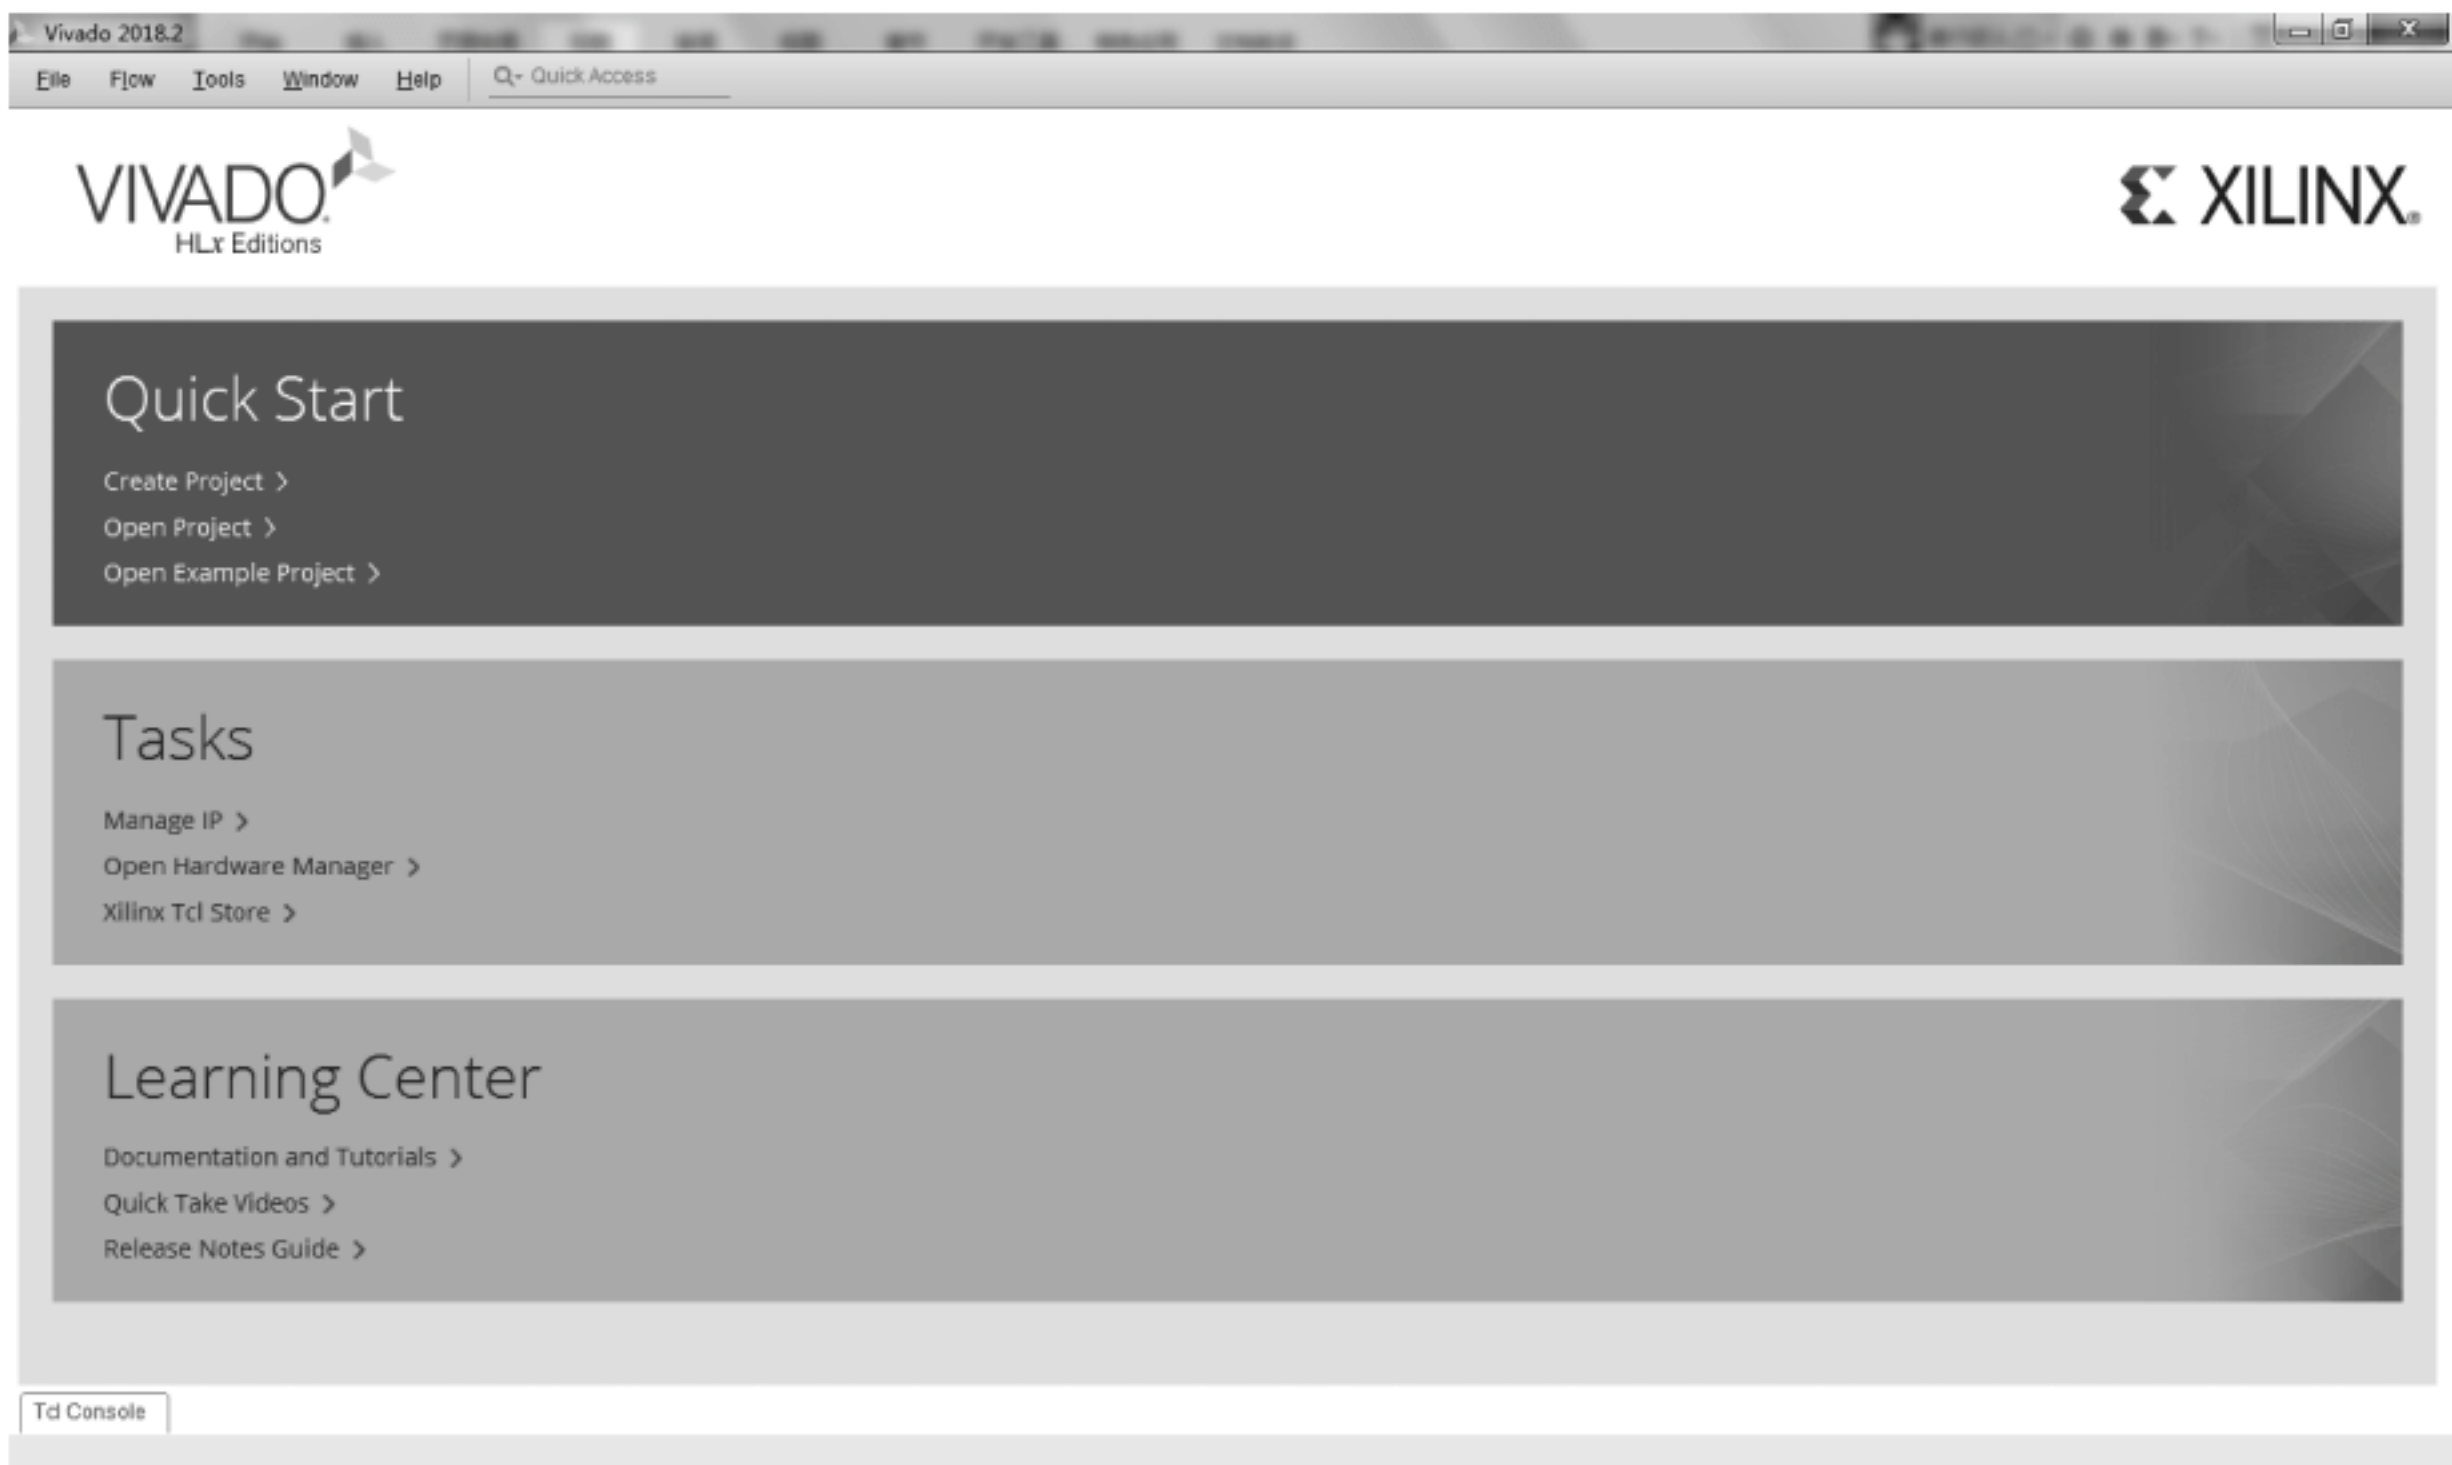 Vivado 2018.2
File Flow Tools Window Help Quick Access
VIVADO
HLx Editions
XILINX
Quick Start
Create Project
Open Project
Open Example Project
Tasks
Manage IP
Open Hardware Manager
Xilinx Tcl Store
Learning Center
Documentation and Tutorials
Quick Take Videos
Release Notes Guide
Tcl Console